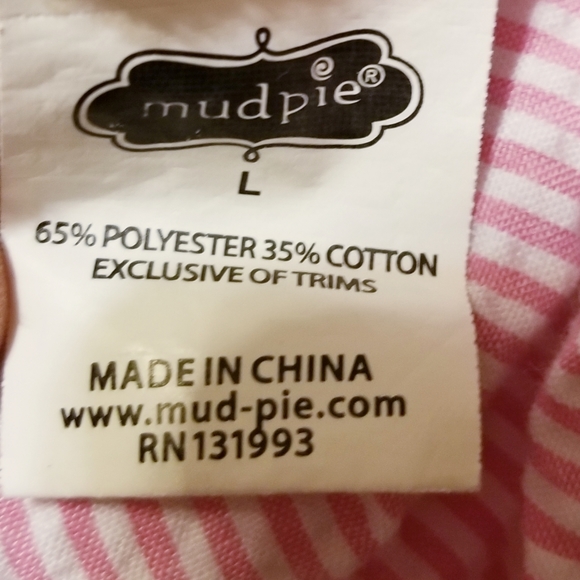 mudpie®
L
65% POLYESTER 35% COTTON
EXCLUSIVE OF TRIMS
MADE IN CHINA
www.mud-pie.com
RN131993